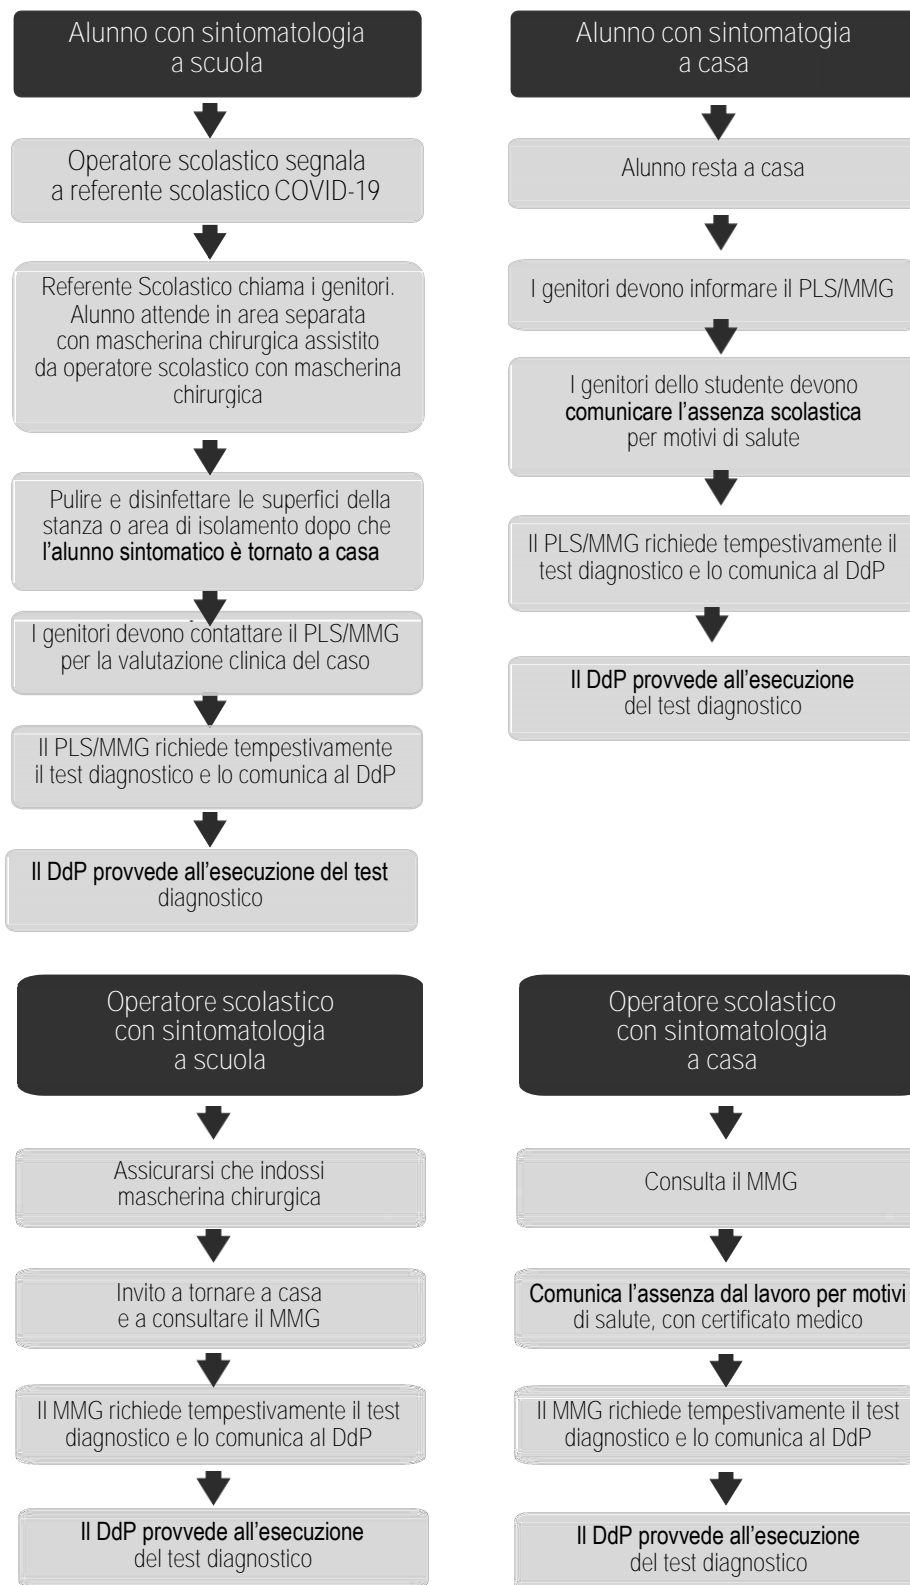 Alunno con sintomatologia
a scuola
Operatore scolastico segnala
a referente scolastico COVID-19
Referente Scolastico chiama i genitori.
Alunno attende in area separata
con mascherina chirurgica assistito
da operatore scolastico con mascherina
chirurgica
Pulire e disinfettare le superfici della
stanza o area di isolamento dopo che
l'alunno sintomatico è tornato a casa
I genitori devono contattare il PLS/MMG
per la valutazione clinica del caso
Il PLS/MMG richiede tempestivamente
il test diagnostico e lo comunica al DdP
Il DdP provvede all'esecuzione del test
diagnostico
Alunno con sintomatogia
a casa
Alunno resta a casa
I genitori devono informare il PLS/MMG
I genitori dello studente devono
comunicare l'assenza scolastica
per motivi di salute
Il PLS/MMG richiede tempestivamente il
test diagnostico e lo comunica al DdP
Il DdP provvede all'esecuzione
del test diagnostico
Operatore scolastico
con sintomatologia
a scuola
Assicurarsi che indossi
mascherina chirurgica
Invito a tornare a casa
e a consultare il MMG
Il MMG richiede tempestivamente il test
diagnostico e lo comunica al DdP
Il DdP provvede all'esecuzione
del test diagnostico
Operatore scolastico
con sintomatologia
a casa
Consulta il MMG
Comunica l'assenza dal lavoro per motivi
di salute, con certificato medico
Il MMG richiede tempestivamente il test
diagnostico e lo comunica al DdP
Il DdP provvede all'esecuzione
del test diagnostico